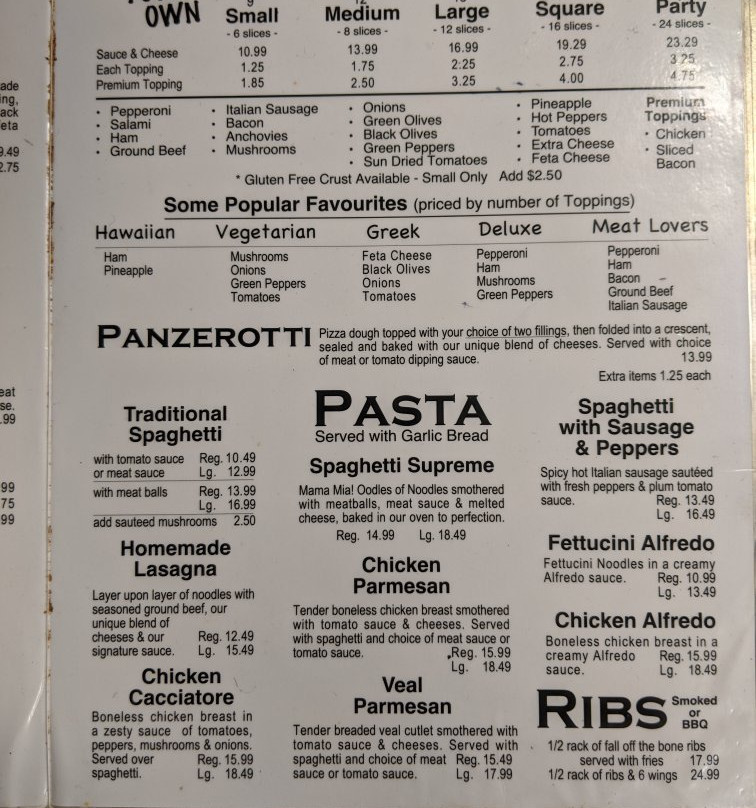 OWN
Small
Medium
Large
Square
Party
- 6 slices -
- 8 slices -
- 12 slices -
- 16 slices -
- 24 slices -
Sauce & Cheese 10.99 13.99 16.99 19.29 23.29
Each Topping 1.25 1.75 2:25 2.75 3.25
Premium Topping 1.85 2.50 3.25 4.00 4.75
• Pepperoni
• Salami
• Ham
• Ground Beef
• Italian Sausage
• Bacon
• Anchovies
• Mushrooms
• Onions
• Green Olives
• Black Olives
• Green Peppers
• Sun Dried Tomatoes
• Pineapple
• Hot Peppers
• Tomatoes
• Extra Cheese
• Feta Cheese
Premium
Toppings
• Chicken
• Sliced
Bacon
* Gluten Free Crust Available - Small Only Add $2.50
Some Popular Favourites (priced by number of Toppings)
Hawaiian
Ham
Pineapple
Vegetarian
Mushrooms
Onions
Green Peppers
Tomatoes
Greek
Feta Cheese
Black Olives
Onions
Tomatoes
Deluxe
Pepperoni
Ham
Mushrooms
Green Peppers
Meat Lovers
Pepperoni
Ham
Bacon
Ground Beef
Italian Sausage
PANZEROTTI
Pizza dough topped with your choice of two fillings, then folded into a crescent,
sealed and baked with our unique blend of cheeses. Served with choice
of meat or tomato dipping sauce. 13.99
Extra items 1.25 each
PASTA
Served with Garlic Bread
Traditional
Spaghetti
with tomato sauce Reg. 10.49
or meat sauce Lg. 12.99
with meat balls Reg. 13.99
Lg. 16.99
add sauteed mushrooms 2.50
Homemade
Lasagna
Layer upon layer of noodles with
seasoned ground beef, our
unique blend of
cheeses & our Reg. 12.49
signature sauce. Lg. 15.49
Chicken
Cacciatore
Boneless chicken breast in
a zesty sauce of tomatoes,
peppers, mushrooms & onions.
Served over Reg. 15.99
spaghetti. Lg. 18.49
Spaghetti Supreme
Mama Mia! Oodles of Noodles smothered
with meatballs, meat sauce & melted
cheese, baked in our oven to perfection.
Reg. 14.99 Lg. 18.49
Chicken
Parmesan
Tender boneless chicken breast smothered
with tomato sauce & cheeses. Served
with spaghetti and choice of meat sauce or
tomato sauce. Reg. 15.99
Lg. 18.49
Veal
Parmesan
Tender breaded veal cutlet smothered with
tomato sauce & cheeses. Served with
spaghetti and choice of meat Reg. 15.49
sauce or tomato sauce. Lg. 17.99
Spaghetti
with Sausage
& Peppers
Spicy hot Italian sausage sautéed
with fresh peppers & plum tomato
sauce. Reg. 13.49
Lg. 16.49
Fettucini Alfredo
Fettucini Noodles in a creamy
Alfredo sauce. Reg. 10.99
Lg. 13.49
Chicken Alfredo
Boneless chicken breast in a
creamy Alfredo Reg. 15.99
sauce. Lg. 18.49
RIBS
Smoked
or
BBQ
1/2 rack of fall off the bone ribs
served with fries 17.99
1/2 rack of ribs & 6 wings 24.99